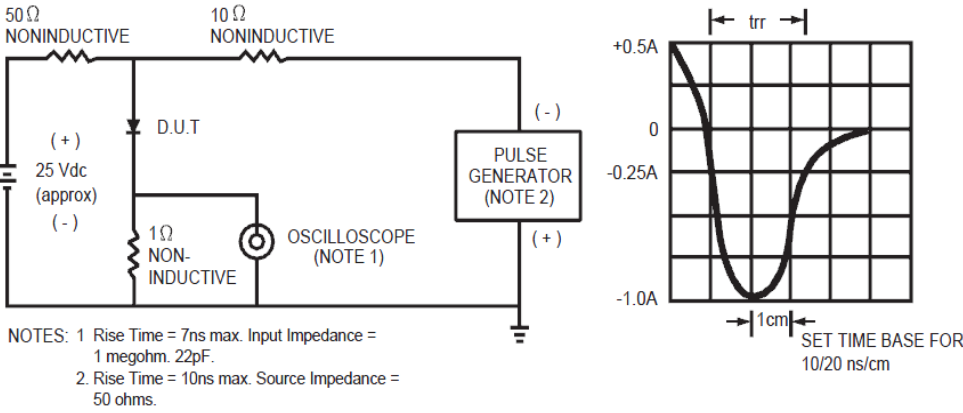 50Ω
NONINDUCTIVE
10Ω
NONINDUCTIVE
D.U.T
( + )
25 Vdc
(approx)
( - )
1Ω
NON-
INDUCTIVE
OSCILLOSCOPE
(NOTE 1)
( - )
PULSE
GENERATOR
(NOTE 2)
( + )
trr
+0.5A
0
-0.25A
-1.0A
1cm
SET TIME BASE FOR
10/20 ns/cm
NOTES: 1 Rise Time = 7ns max. Input Impedance =
1 megohm. 22pF.
2. Rise Time = 10ns max. Source Impedance =
50 ohms.